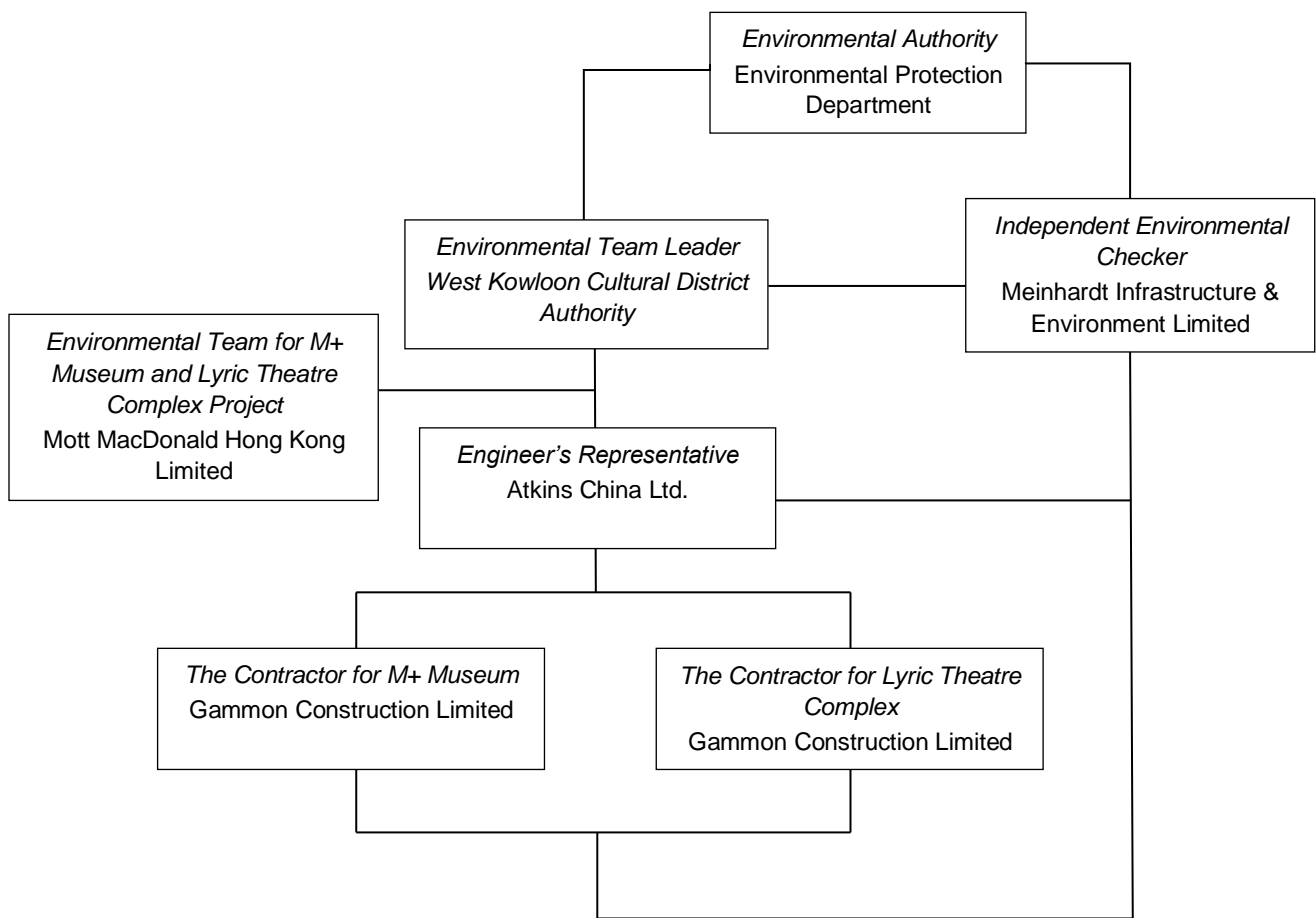 Environmental Authority
Environmental Protection
Department
Environmental Team Leader
West Kowloon Cultural District
Authority
Independent Environmental
Checker
Meinhardt Infrastructure &
Environment Limited
Environmental Team for M+
Museum and Lyric Theatre
Complex Project
Mott MacDonald Hong Kong
Limited
Engineer’s Representative
Atkins China Ltd.
The Contractor for M+ Museum
Gammon Construction Limited
The Contractor for Lyric Theatre
Complex
Gammon Construction Limited